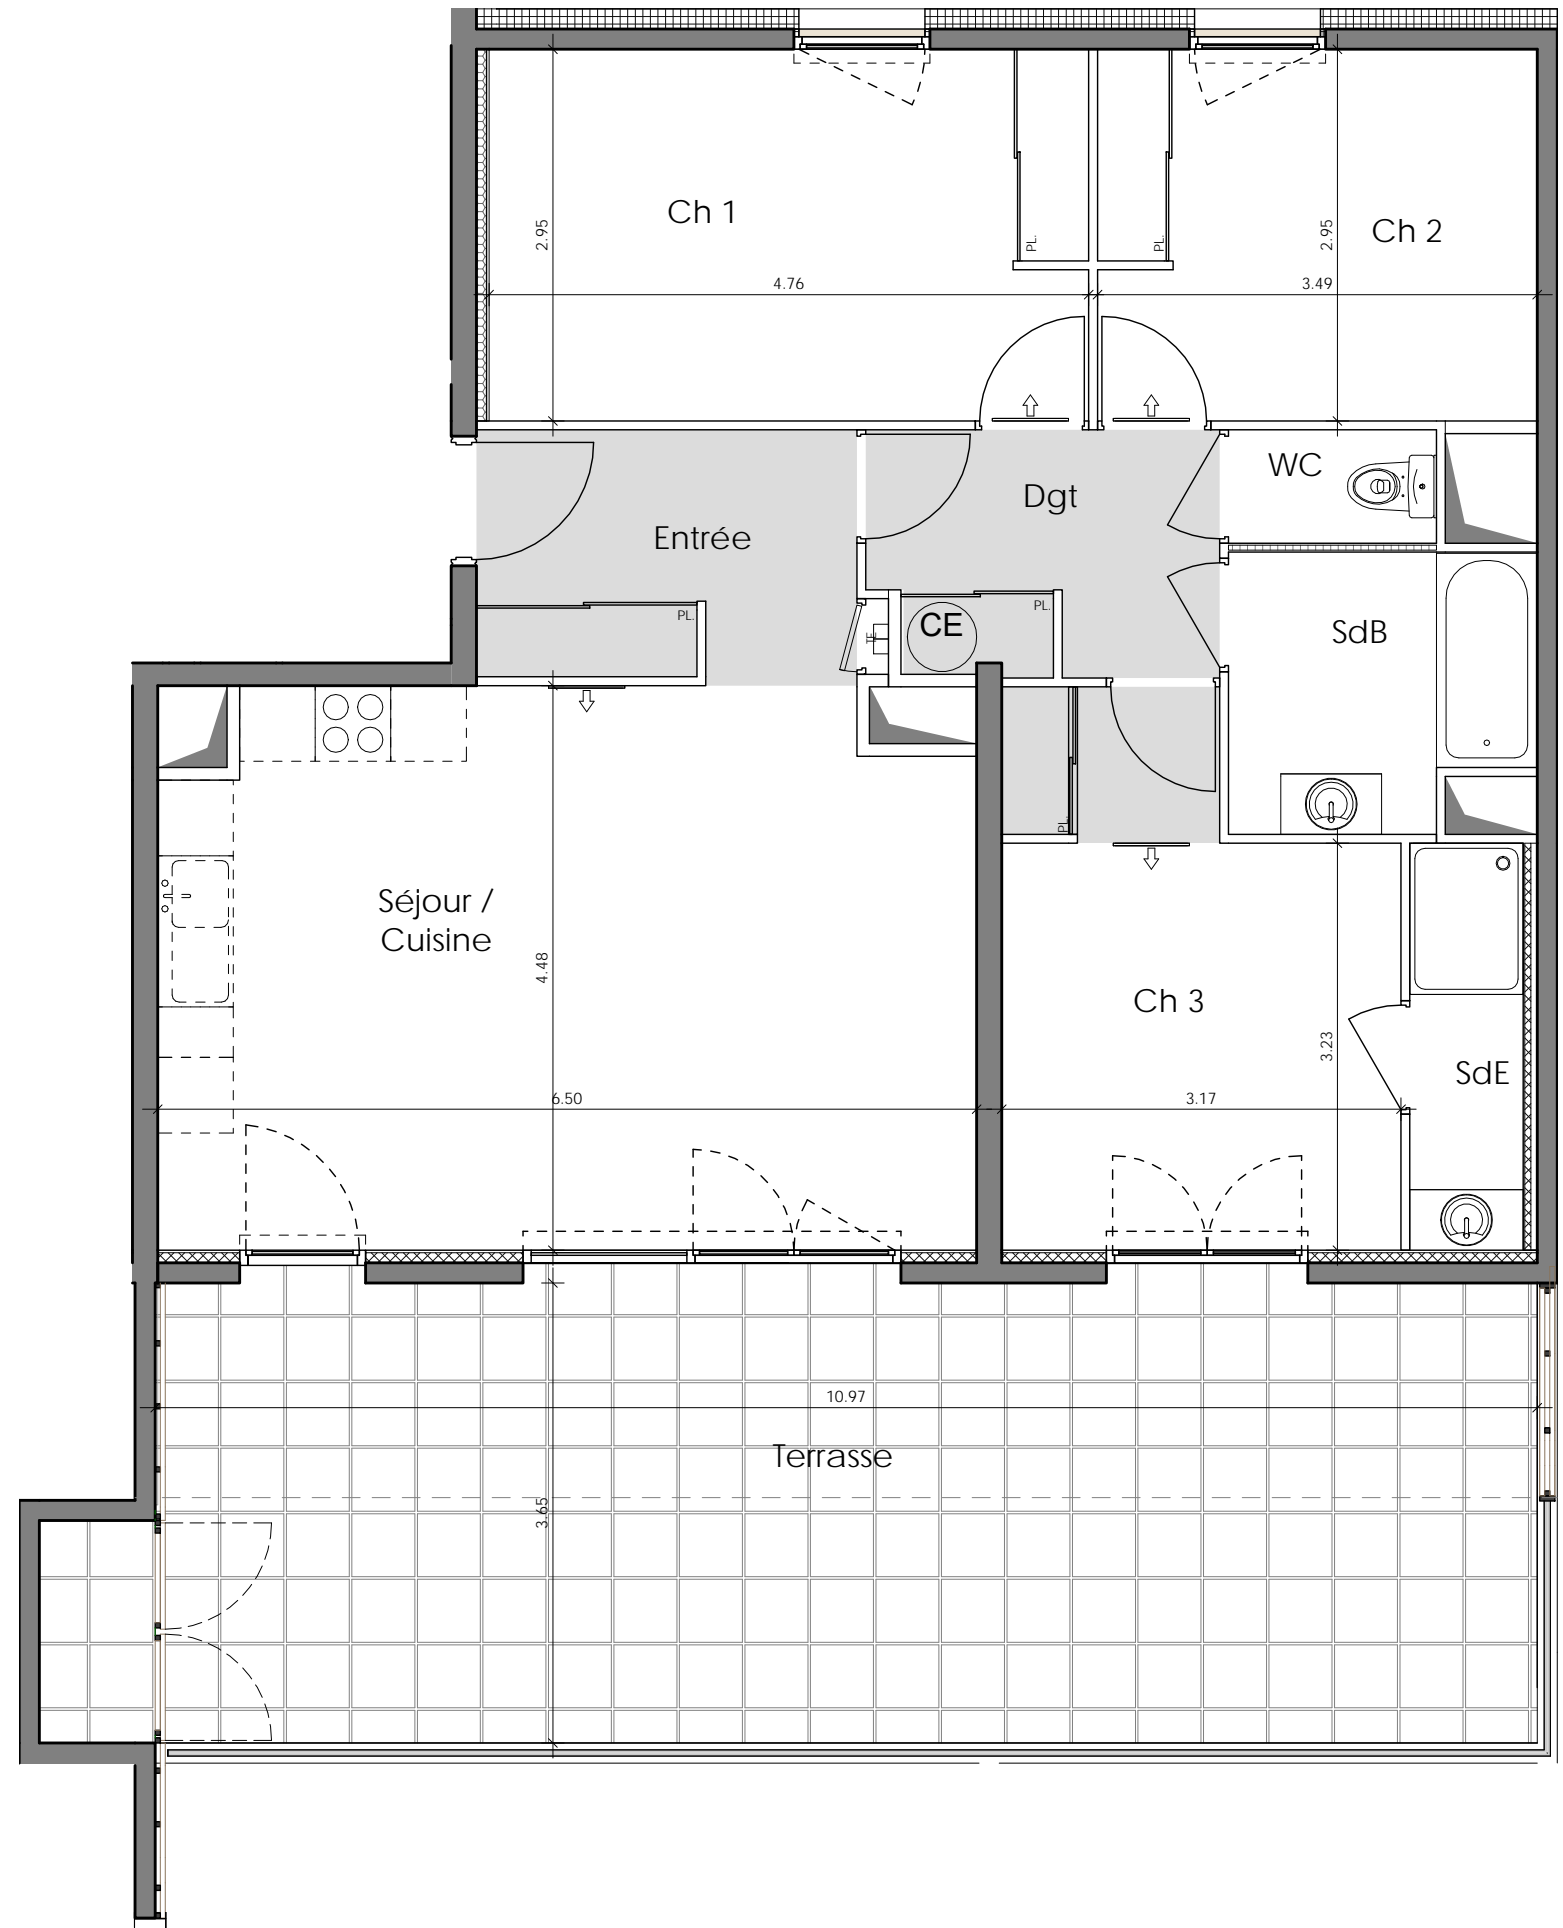 Ch 1
Ch 2
2.95
2.95
PL.
PL.
4.76
3.49
WC
Dgt
Entrée
PL.
CE
PL.
TE
SdB
PL.
Séjour /
Cuisine
4.48
Ch 3
3.23
SdE
6.50
3.17
10.97
Terrasse
3.65